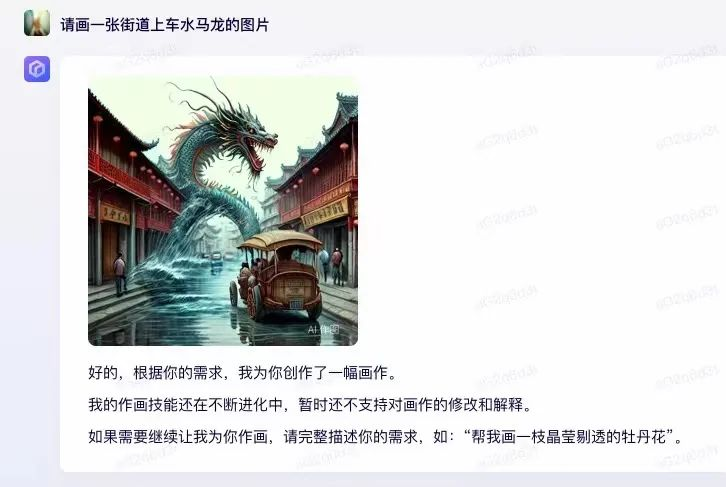 请画一张街道上车水马龙的图片
AI 作图
好的，根据你的需求，我为你创作了一幅画作。
我的作画技能还在不断进化中，暂时还不支持对画作的修改和解释。
如果需要继续让我为你作画，请完整描述你的需求，如：“帮我画一枝晶莹剔透的牡丹花”。